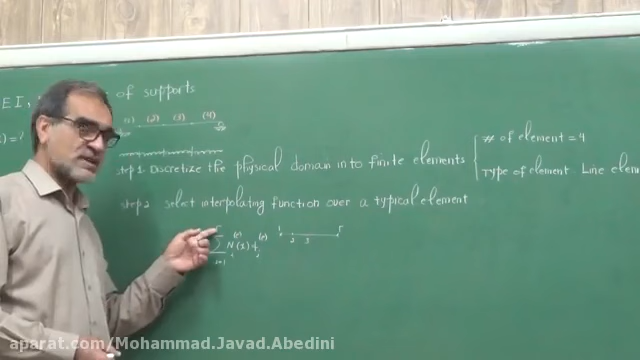 EI, of supports
(1) (2) (3) (4)
step 1 Discretize the physical domain into finite elements
# of element = 4
Type of element Line elem
step 2 select interpolating function over a typical element
aparat.com/Mohammad.Javad.Abedini